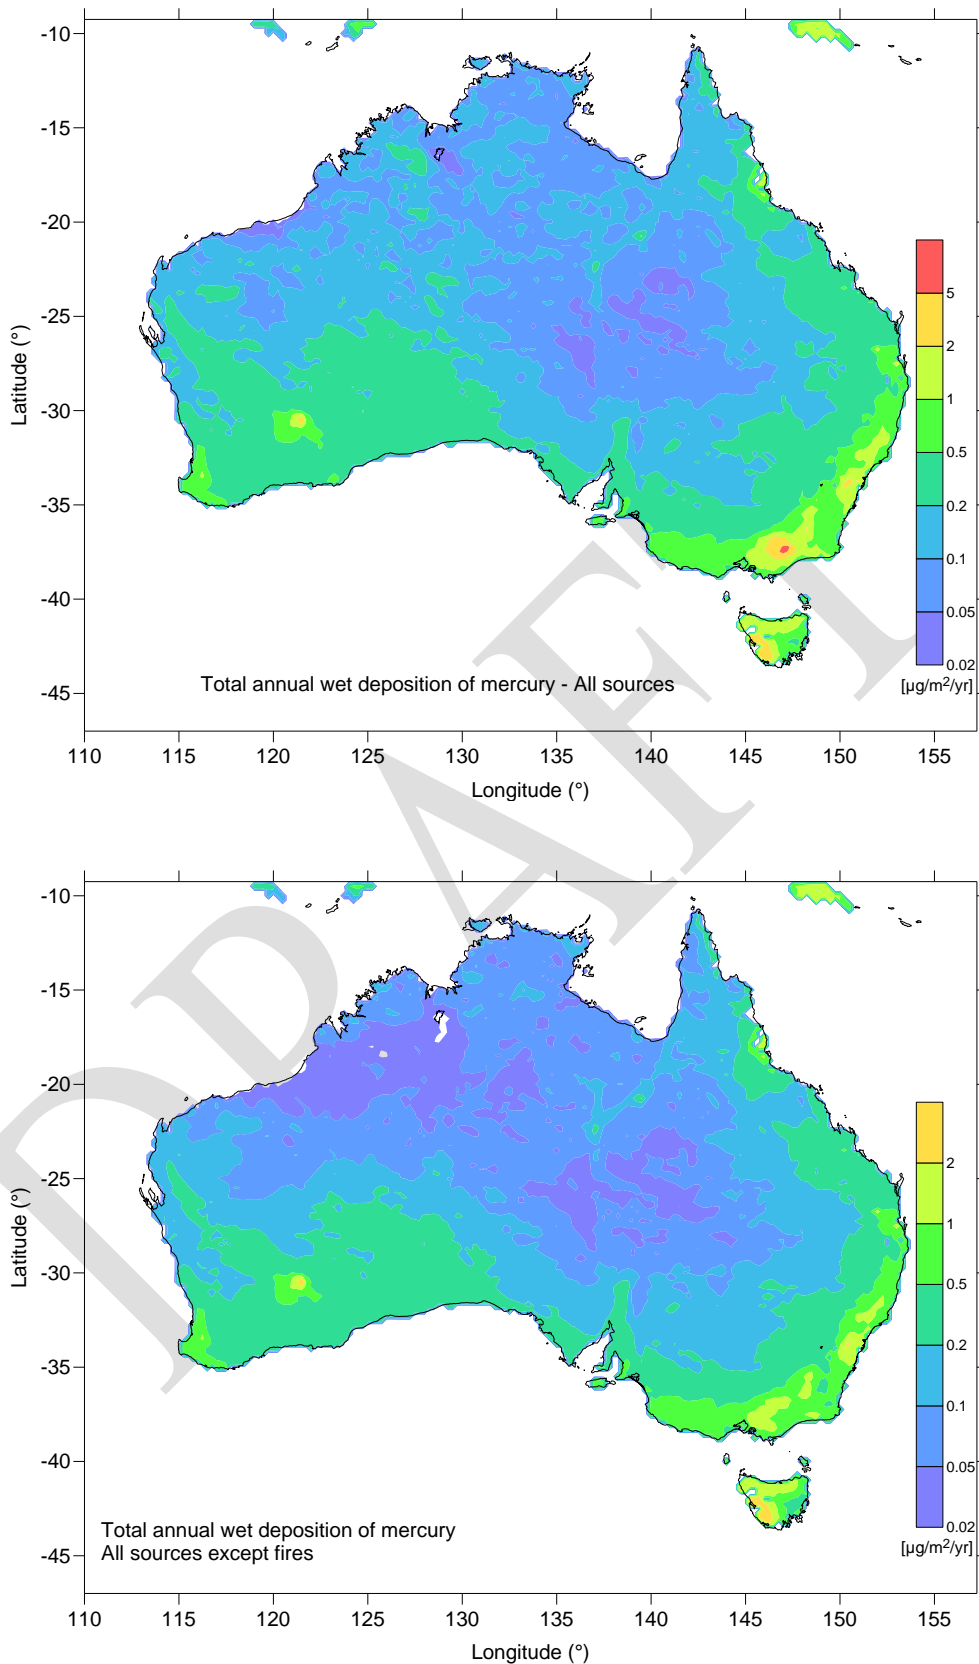 -10
-15
-20
-25
-30
-35
-40
-45
Latitude (°)
5
2
1
0.5
0.2
0.1
0.05
0.02
[µg/m2/yr]
Total annual wet deposition of mercury - All sources
110 115 120 125 130 135 140 145 150 155
Longitude (°)
DRAFT
-10
-15
-20
-25
-30
-35
-40
-45
Latitude (°)
2
1
0.5
0.2
0.1
0.05
0.02
[µg/m2/yr]
Total annual wet deposition of mercury
All sources except fires
110 115 120 125 130 135 140 145 150 155
Longitude (°)